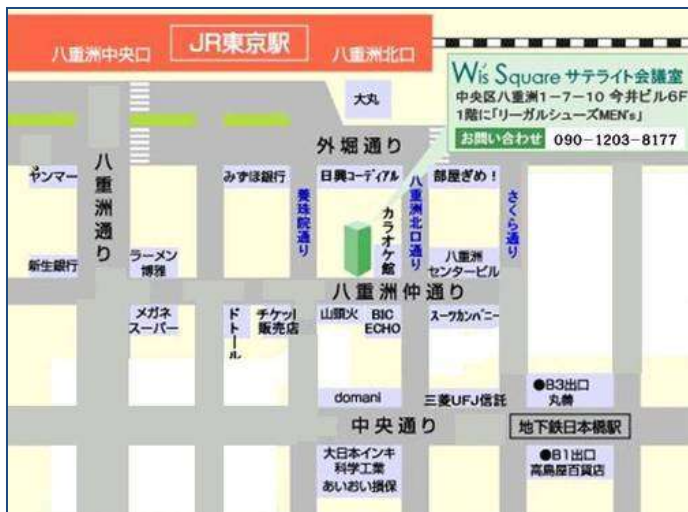 JR東京駅
八重洲中央口
八重洲北口
Wis Square サテライト会議室
中央区八重洲1-7-10 今井ビル6F
1階に「リーガルシューズMEN's」
お問い合わせ 090-1203-8177
大丸
外堀通り
八重洲通り
ヤンマー
みずほ銀行
養珠院通り
日興コーディアル
八重洲北口通り
部屋ぎめ!
さくら通り
カラオケ館
新生銀行
ラーメン
博雅
八重洲
センタービル
八重洲仲通り
メガネ
スーパー
ドトール
チケット
販売店
山頭火
BIC
ECHO
スーツカンパニー
domani
三菱UFJ信託
●B3出口
丸善
中央通り
地下鉄日本橋駅
大日本インキ
科学工業
あいおい損保
●B1出口
高島屋百貨店